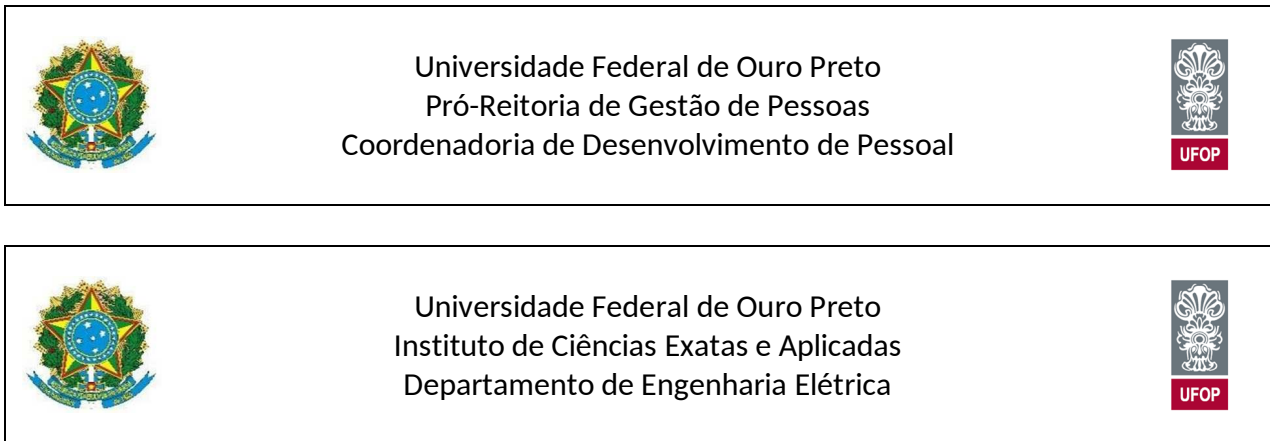 Universidade Federal de Ouro Preto
Pró-Reitoria de Gestão de Pessoas
Coordenadoria de Desenvolvimento de Pessoal
UFOP
Universidade Federal de Ouro Preto
Instituto de Ciências Exatas e Aplicadas
Departamento de Engenharia Elétrica
UFOP